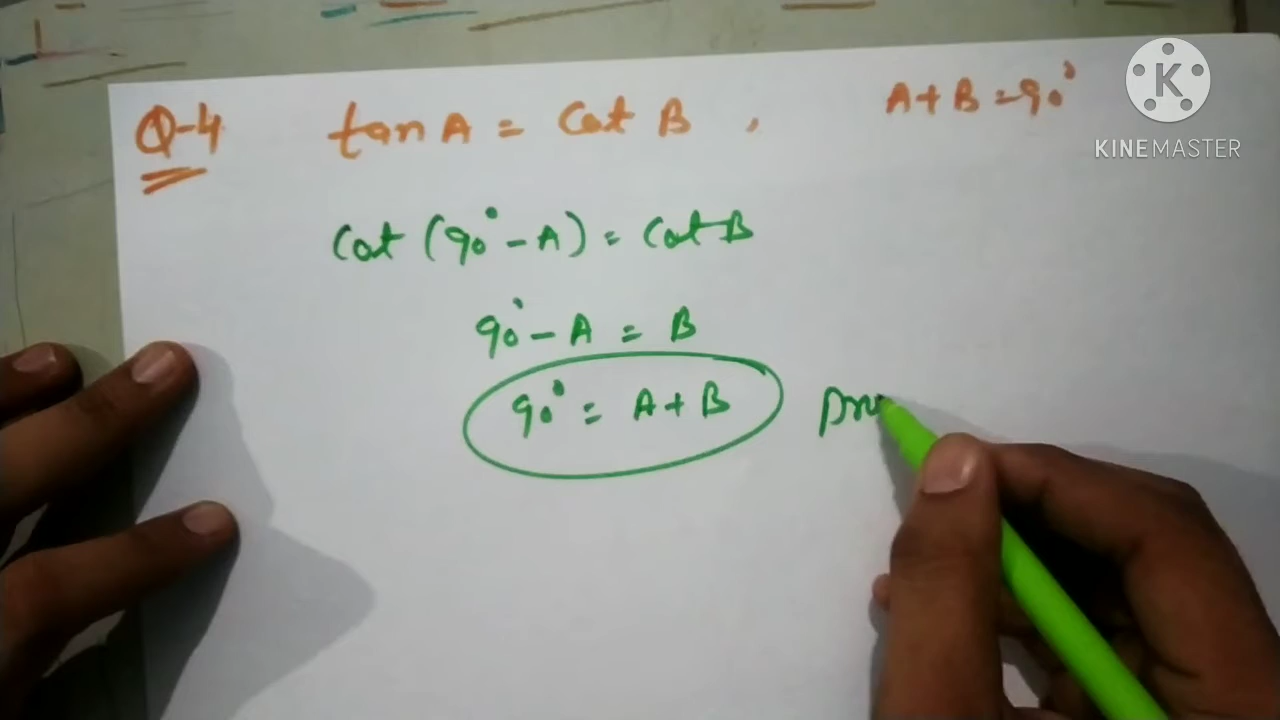 Q-4 tan A = Cot B , A+B=90°
KINEMASTER
Cot (90°-A) = Cot B
90°-A = B
90° = A+B